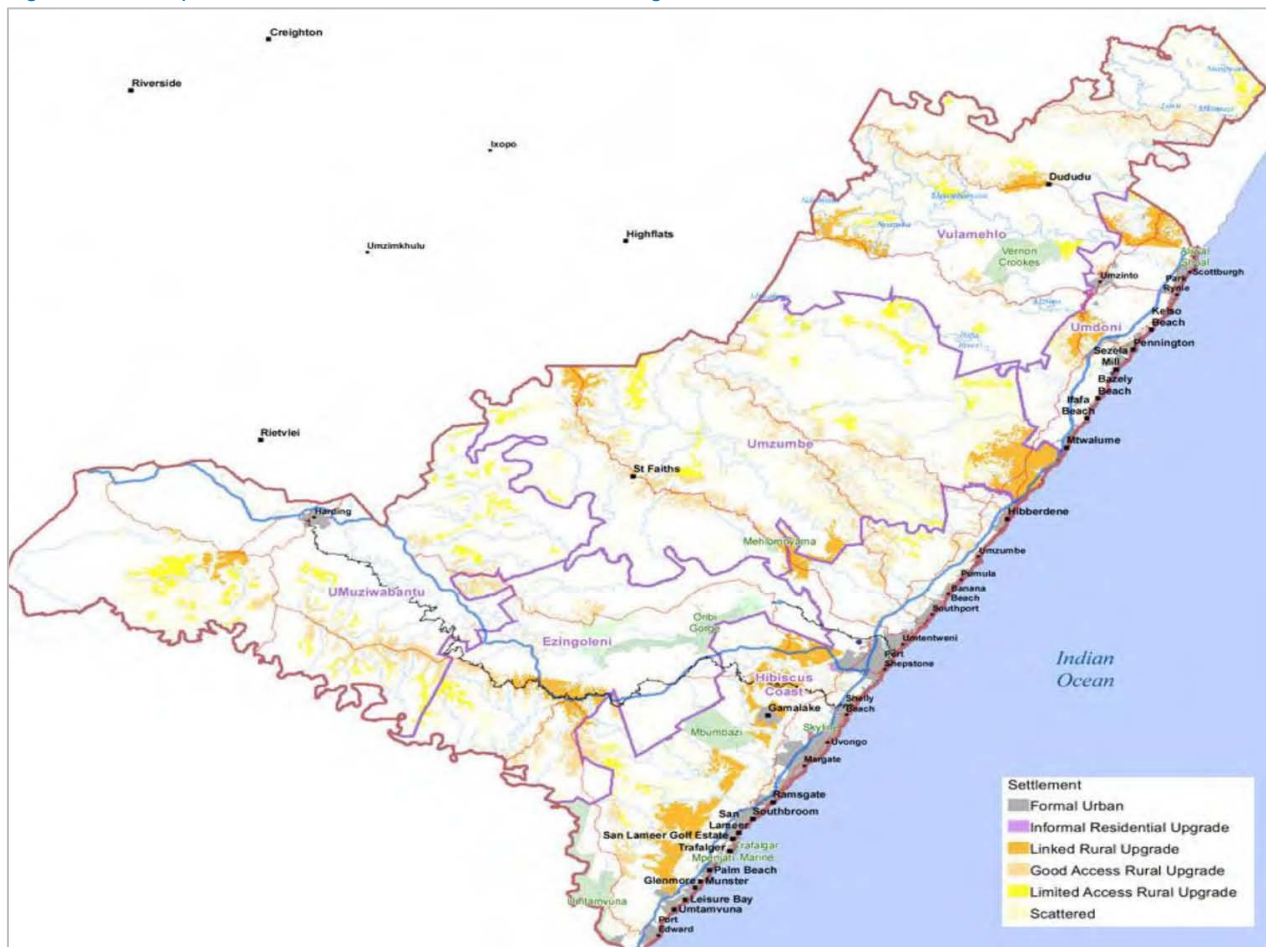 Creighton
Riverside
Ixopo
Highflats
Umzimkhulu
Dududu
Vulamehlo
Vernon
Crookes
Umzinto
Scottburgh
Park
Rynie
Kelso
Beach
Umdoni
Pennington
Sezela
Mill
Bazely
Beach
Ifafa
Beach
Mtwalume
Rietvlei
Umzumbe
St Faiths
Harding
Hibberdene
Mehlomnyama
Umzumbe
Pumula
Banana
Beach
Southport
UMuziwabantu
Ezingoleni
Oribi
Gorge
Umtentweni
Port
Shepstone
Indian
Ocean
Hibiscus
Coast
Shelly
Beach
Gamalake
Mbumbazi
Skyline
Uvongo
Margate
Ramsgate
San
Lameer
Southbroom
San Lameer Golf Estate
Trafalger
Trafalgar
Mpenjati Marine
Palm Beach
Glenmore
Munster
Leisure Bay
Umtamvuna
Umtamvuna
Port
Edward
Settlement
Formal Urban
Informal Residential Upgrade
Linked Rural Upgrade
Good Access Rural Upgrade
Limited Access Rural Upgrade
Scattered